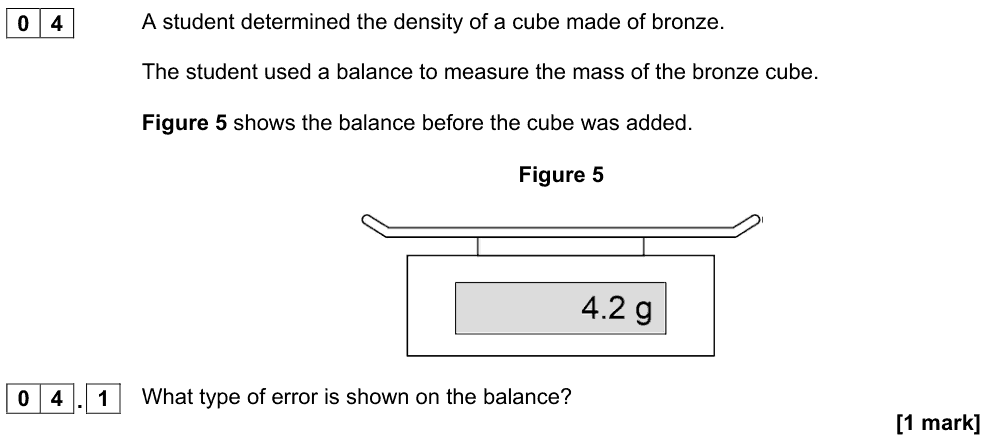 0 4 A student determined the density of a cube made of bronze.
The student used a balance to measure the mass of the bronze cube.
Figure 5 shows the balance before the cube was added.
Figure 5
4.2 g
0 4 . 1 What type of error is shown on the balance?
[1 mark]